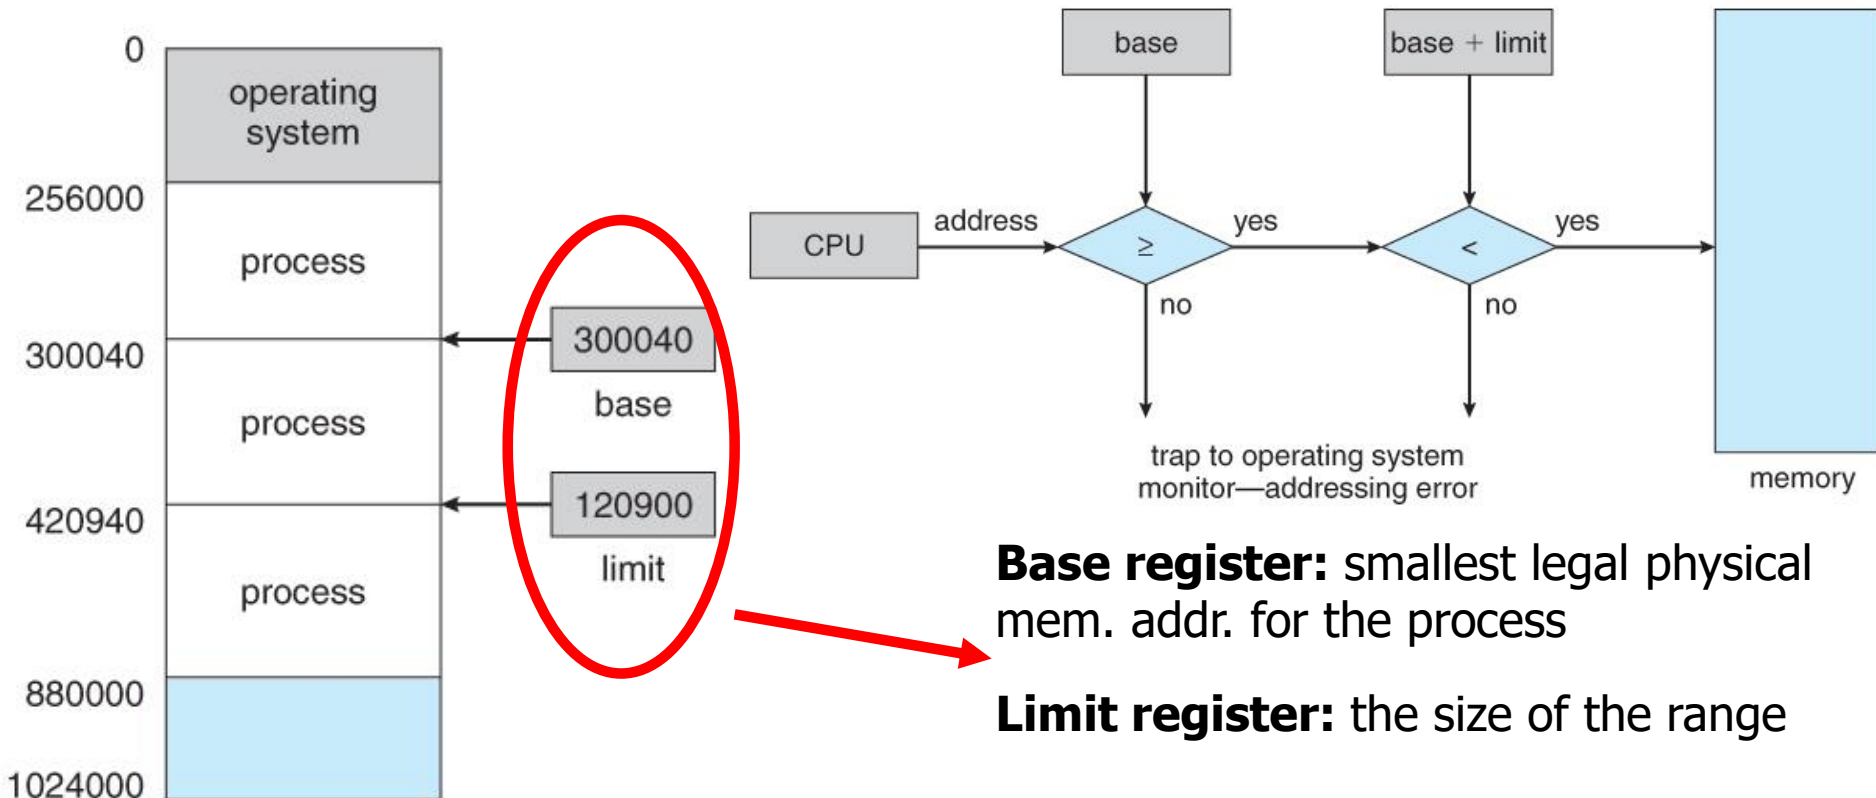 0
operating
system
256000
process
300040
process
420940
process
880000
1024000
300040
base
120900
limit
base
base + limit
CPU
address
≥
yes
<
yes
no
no
trap to operating system
monitor—addressing error
memory
Base register: smallest legal physical
mem. addr. for the process
Limit register: the size of the range